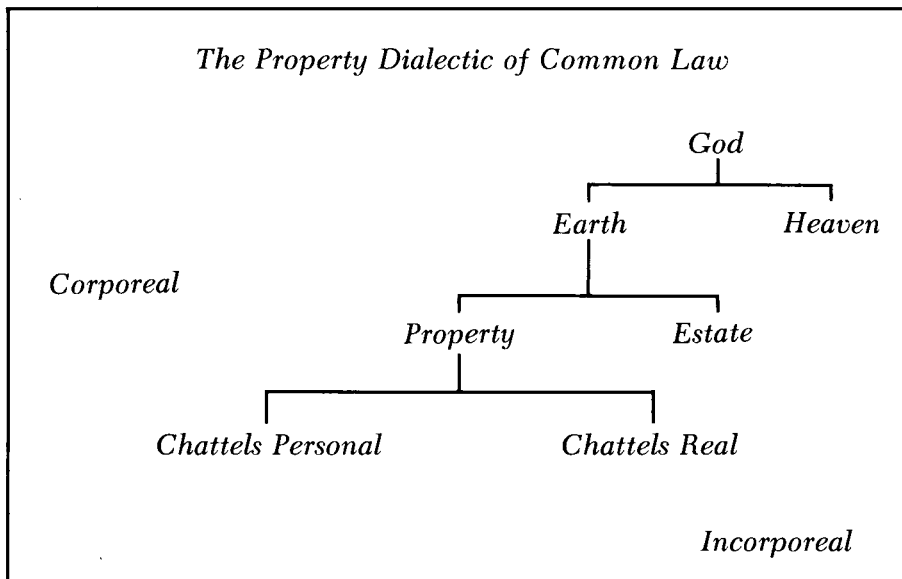 The Property Dialectic of Common Law
God
Earth Heaven
Corporeal
Property Estate
Chattels Personal Chattels Real
Incorporeal